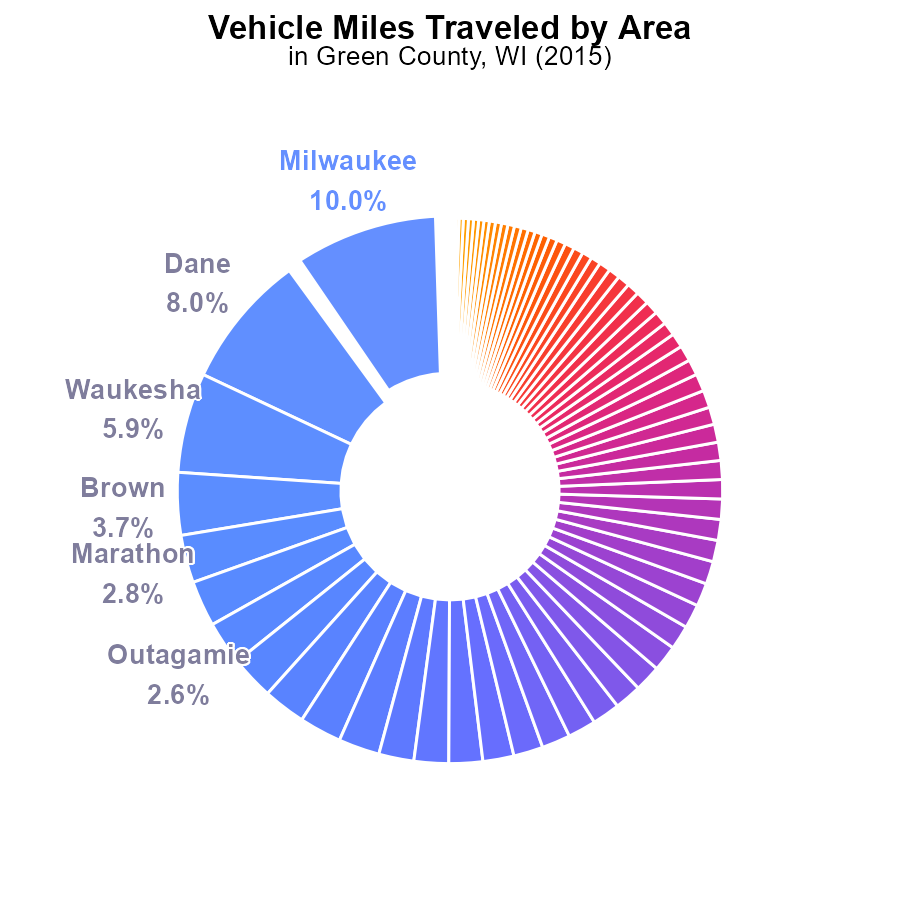 Vehicle Miles Traveled by Area
in Green County, WI (2015)
Milwaukee
10.0%
Dane
8.0%
Waukesha
5.9%
Brown
3.7%
Marathon
2.8%
Outagamie
2.6%